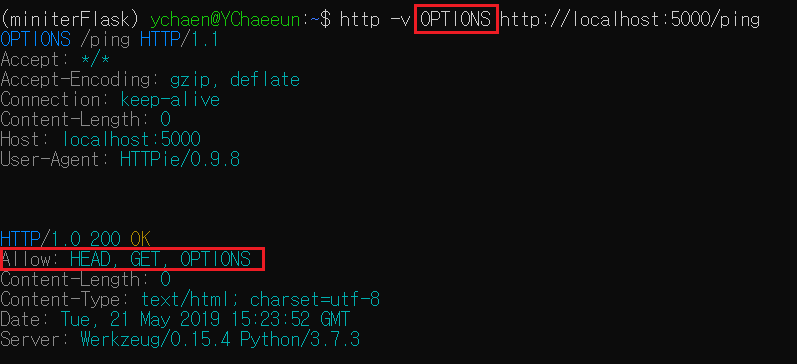 (miniterFlask) ychaen@YChaeeun:~$ http -v OPTIONS http://localhost:5000/ping
OPTIONS /ping HTTP/1.1
Accept: */*
Accept-Encoding: gzip, deflate
Connection: keep-alive
Content-Length: 0
Host: localhost:5000
User-Agent: HTTPie/0.9.8
HTTP/1.0 200 OK
Allow: HEAD, GET, OPTIONS
Content-Length: 0
Content-Type: text/html; charset=utf-8
Date: Tue, 21 May 2019 15:23:52 GMT
Server: Werkzeug/0.15.4 Python/3.7.3